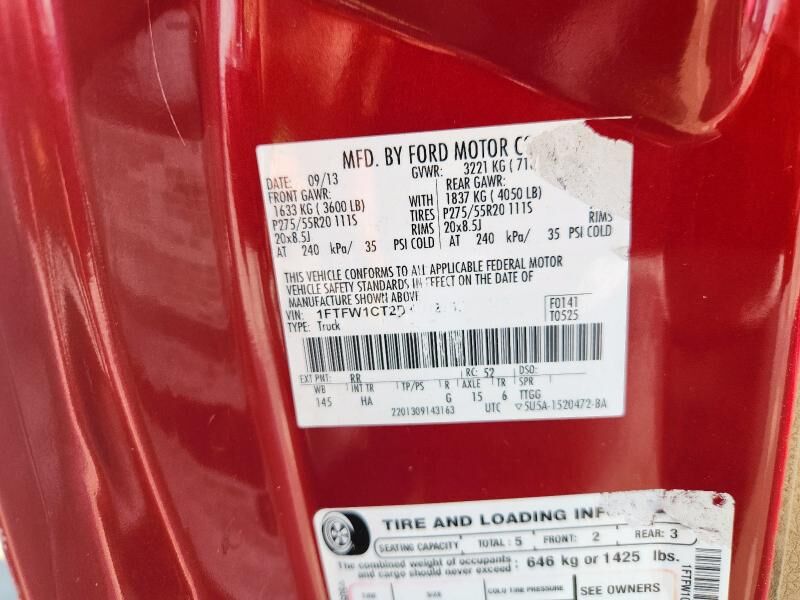 MFD. BY FORD MOTOR
DATE: 09/13 GVWR: 3221 KG
FRONT GAWR: REAR GAWR:
1633 KG (3600 LB) WITH 1837 KG (4050 LB)
P275/55R20 111S TIRES P275/55R20 111S
20x8.5J RIMS 20x8.5J RIMS
AT 240 kPa/ 35 PSI COLD AT 240 kPa/ 35 PSI COLD
THIS VEHICLE CONFORMS TO ALL APPLICABLE FEDERAL MOTOR
VEHICLE SAFETY STANDARDS IN EFFECT ON THE DATE OF
MANUFACTURE SHOWN ABOVE
VIN: 1FTFW1CT2D F0141
TYPE: Truck T0525
EXT PNT: RR RC: 52 DSO:
WB INT TR TP/PS R AXLE TR SPR
145 HA G 15 6 TTGG
2201309143163 UTC ▽5U5A-1520472-BA
TIRE AND LOADING
SEATING CAPACITY TOTAL: 5 FRONT: 2 REAR: 3
The combined weight of occupants
and cargo should never exceed: 646 kg or 1425 lbs.
TIRE SIZE COLD TIRE PRESSURE SEE OWNERS